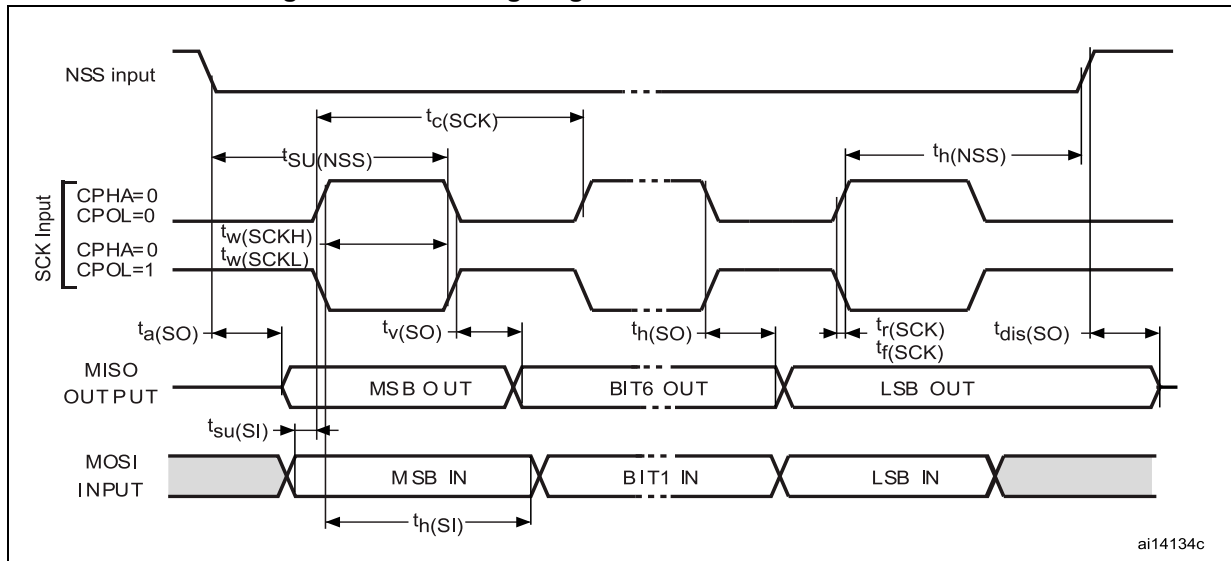 NSS input
tc(SCK)
tSU(NSS)
th(NSS)
SCK Input
CPHA=0
CPOL=0
CPHA=0
CPOL=1
tw(SCKH)
tw(SCKL)
ta(SO)
tv(SO)
th(SO)
tr(SCK)
tf(SCK)
tdis(SO)
MISO
OUTPUT
MSB OUT
BIT6 OUT
LSB OUT
tsu(SI)
MOSI
INPUT
MSB IN
BIT1 IN
LSB IN
th(SI)
ai14134c